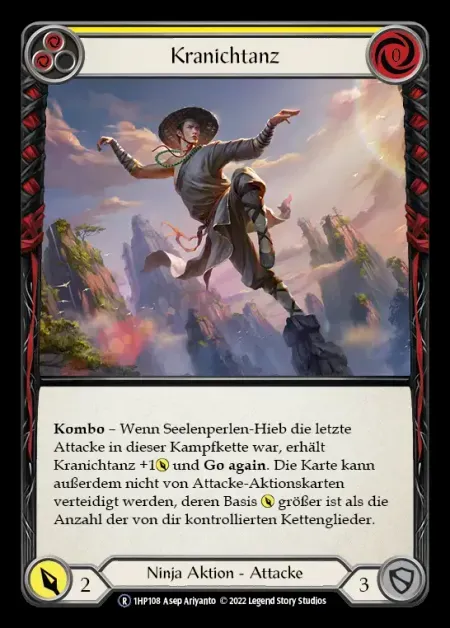 Kranichtanz
0
Kombo – Wenn Seelenperlen-Hieb die letzte
Attacke in dieser Kampfkette war, erhält
Kranichtanz +1 und Go again. Die Karte kann
außerdem nicht von Attacke-Aktionskarten
verteidigt werden, deren Basis größer ist als die
Anzahl der von dir kontrollierten Kettenglieder.
2
Ninja Aktion - Attacke
3
R 1HP108 Asep Ariyanto © 2022 Legend Story Studios